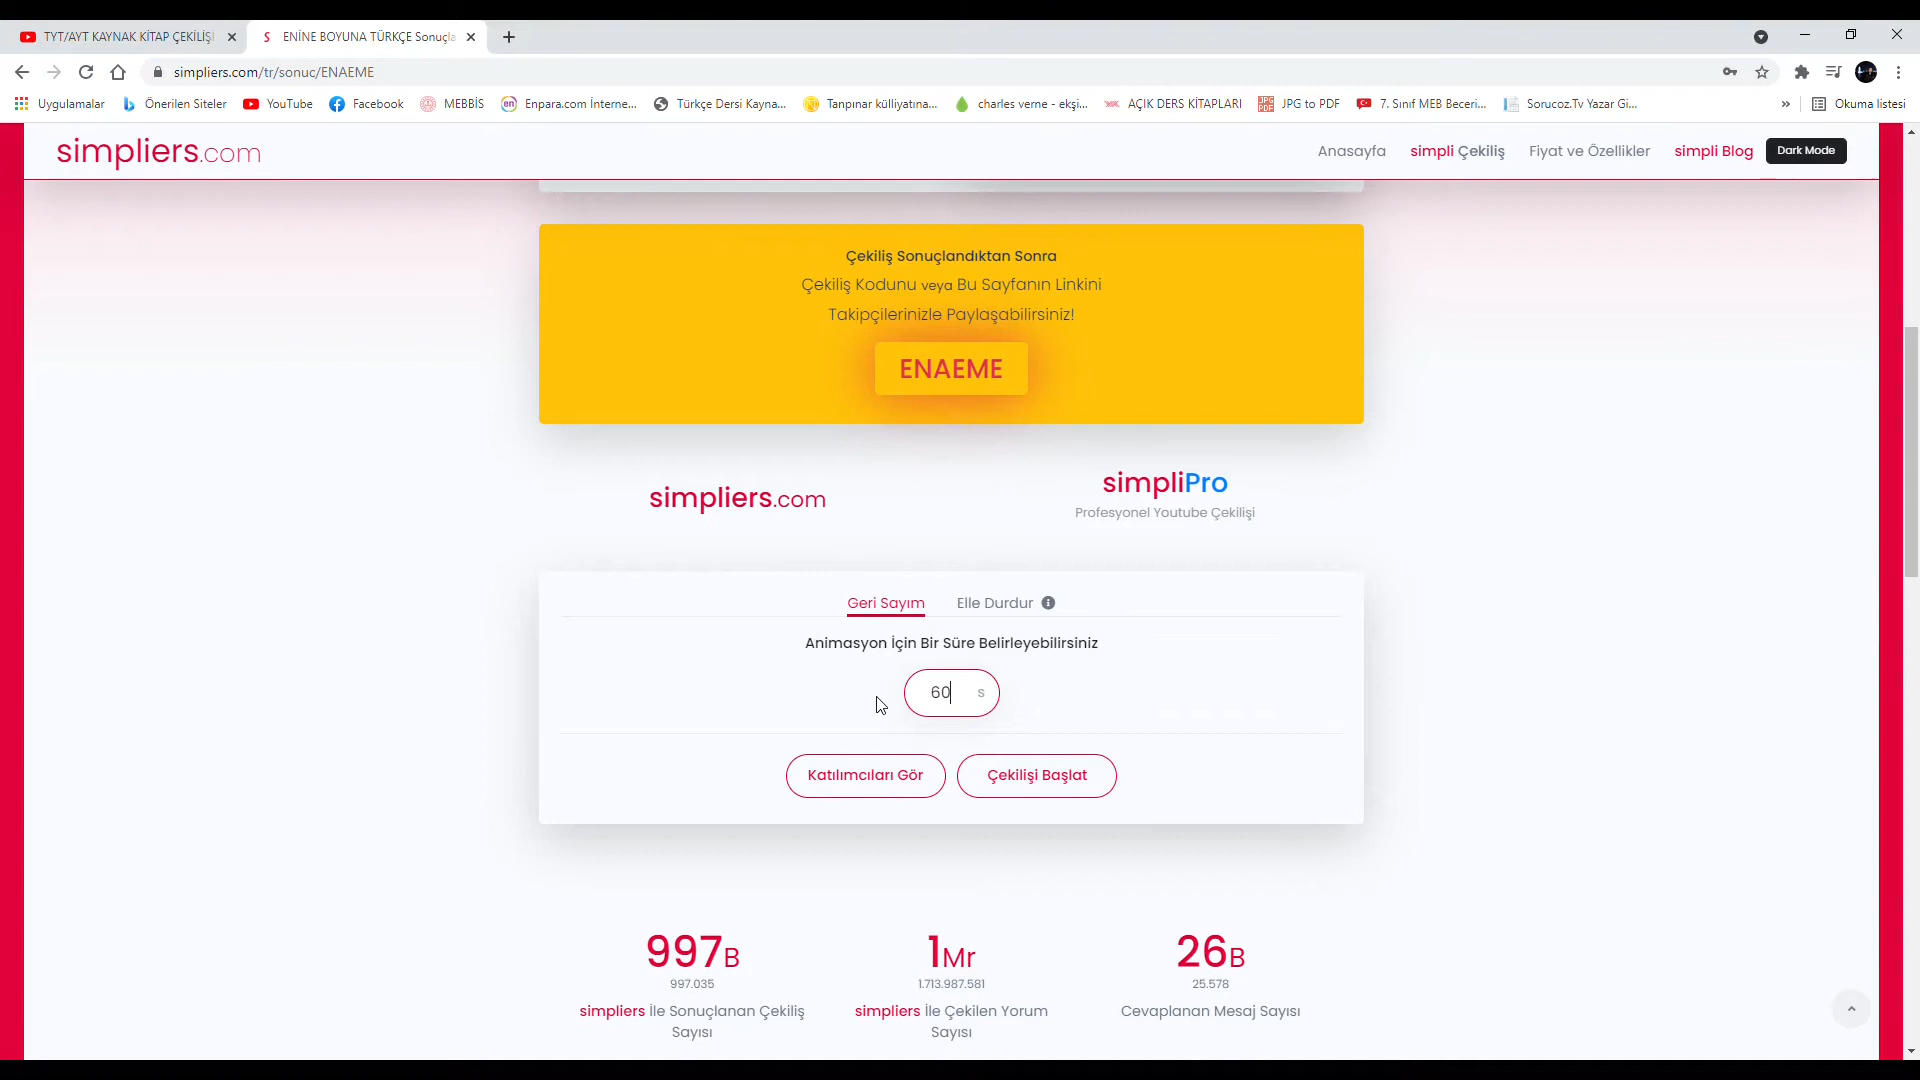 TYT/AYT KAYNAK KİTAP ÇEKİLİŞİ
ENİNE BOYUNA TÜRKÇE Sonuçla
simpliers.com/tr/sonuc/ENAEME
Uygulamalar
Önerilen Siteler
YouTube
Facebook
MEBBİS
Enpara.com İnterne...
Türkçe Dersi Kayna...
Tanpınar külliyatına...
charles verne - ekşi...
AÇIK DERS KİTAPLARI
JPG to PDF
7. Sınıf MEB Beceri...
Sorucoz.Tv Yazar Gi...
»
Okuma listesi
simpliers.com
Anasayfa
simpli Çekiliş
Fiyat ve Özellikler
simpli Blog
Dark Mode
Çekiliş Sonuçlandıktan Sonra
Çekiliş Kodunu veya Bu Sayfanın Linkini
Takipçilerinizle Paylaşabilirsiniz!
ENAEME
simpliers.com
simpliPro
Profesyonel Youtube Çekilişi
Geri Sayım
Elle Durdur
Animasyon İçin Bir Süre Belirleyebilirsiniz
60 s
Katılımcıları Gör
Çekilişi Başlat
997B
997.035
simpliers İle Sonuçlanan Çekiliş
Sayısı
1Mr
1.713.987.581
simpliers İle Çekilen Yorum
Sayısı
26B
25.578
Cevaplanan Mesaj Sayısı